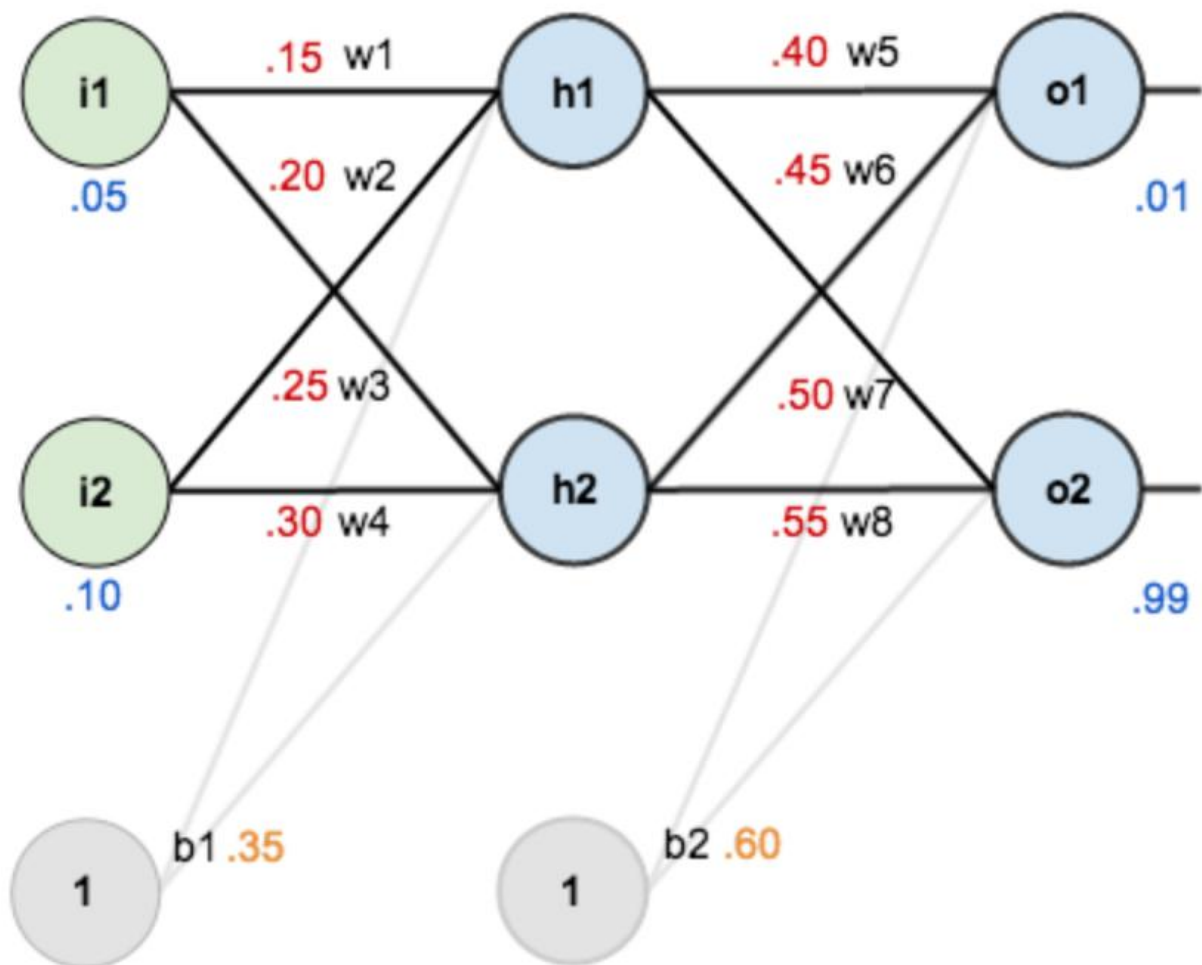 .15 w1
.40 w5
i1
h1
o1
.20 w2
.45 w6
.05
.01
.25 w3
.50 w7
i2
h2
o2
.30 w4
.55 w8
.10
.99
b1 .35
b2 .60
1
1